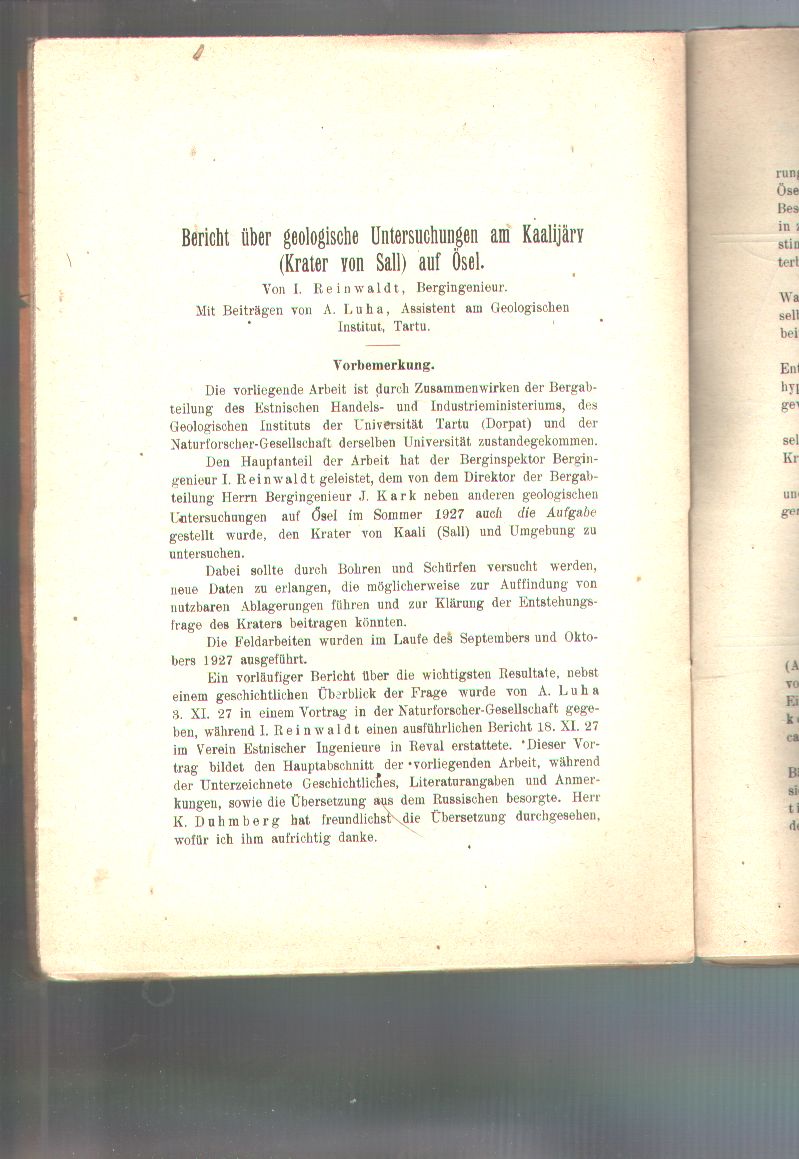 Bericht über geologische Untersuchungen am Kaalijärv
(Krater von Sall) auf Ösel.
Von I. Reinwaldt, Bergingenieur.
Mit Beiträgen von A. Luha, Assistent am Geologischen
Institut, Tartu.
Vorbemerkung.
Die vorliegende Arbeit ist durch Zusammenwirken der Bergab-
teilung des Estnischen Handels- und Industrieministeriums, des
Geologischen Instituts der Universität Tartu (Dorpat) und der
Naturforscher-Gesellschaft derselben Universität zustandegekommen.
Den Hauptanteil der Arbeit hat der Berginspektor Bergin-
genieur I. Reinwaldt geleistet, dem von dem Direktor der Bergab-
teilung Herrn Bergingenieur J. Kark neben anderen geologischen
Untersuchungen auf Ösel im Sommer 1927 auch die Aufgabe
gestellt wurde, den Krater von Kaali (Sall) und Umgebung zu
untersuchen.
Dabei sollte durch Bohren und Schürfen versucht werden,
neue Daten zu erlangen, die möglicherweise zur Auffindung von
nutzbaren Ablagerungen führen und zur Klärung der Entstehungs-
frage des Kraters beitragen könnten.
Die Feldarbeiten wurden im Laufe des Septembers und Okto-
bers 1927 ausgeführt.
Ein vorläufiger Bericht über die wichtigsten Resultate, nebst
einem geschichtlichen Überblick der Frage wurde von A. Luha
3. XI. 27 in einem Vortrag in der Naturforscher-Gesellschaft gege-
ben, während I. Reinwaldt einen ausführlichen Bericht 18. XI. 27
im Verein Estnischer Ingenieure in Reval erstattete. Dieser Vor-
trag bildet den Hauptabschnitt der vorliegenden Arbeit, während
der Unterzeichnete Geschichtliches, Literaturangaben und Anmer-
kungen, sowie die Übersetzung aus dem Russischen besorgte. Herr
K. Duhmberg hat freundlichst die Übersetzung durchgesehen,
wofür ich ihm aufrichtig danke.